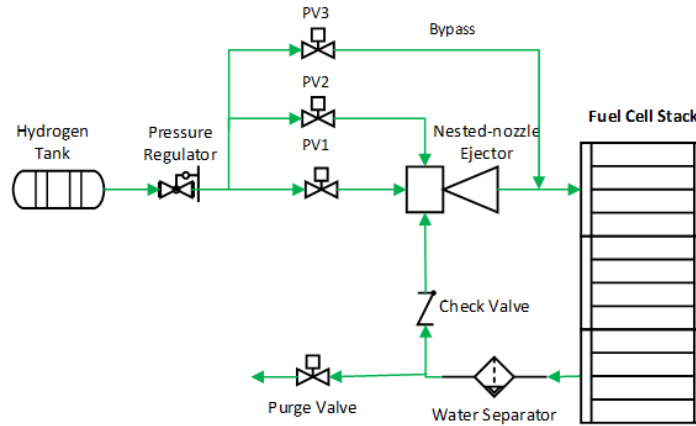 PV3
Bypass
PV2
Hydrogen
Tank
Pressure
Regulator
PV1
Nested-nozzle
Ejector
Fuel Cell Stack
Check Valve
Purge Valve
Water Separator